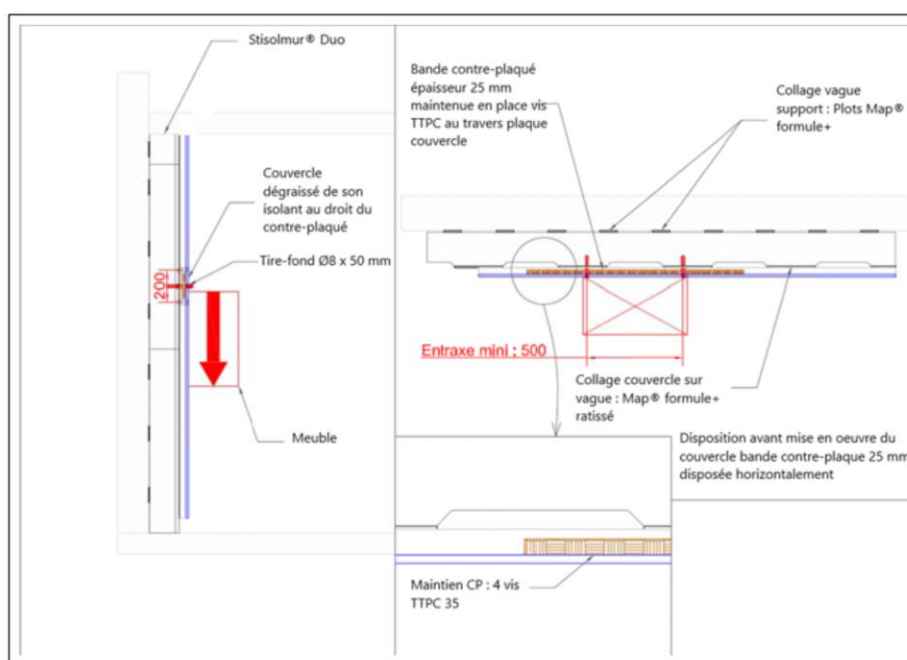 Stisolmur® Duo
Couvercle
dégraissé de son
isolant au droit du
contre-plaqué
Tire-fond Ø8 x 50 mm
200
Meuble
Bande contre-plaqué
épaisseur 25 mm
maintenue en place vis
TTPC au travers plaque
couvercle
Collage vague
support : Plots Map®
formule+
Entraxe mini : 500
Collage couvercle sur
vague : Map® formule+
ratissé
Disposition avant mise en oeuvre du
couvercle bande contre-plaque 25 mm
disposée horizontalement
Maintien CP : 4 vis
TTPC 35